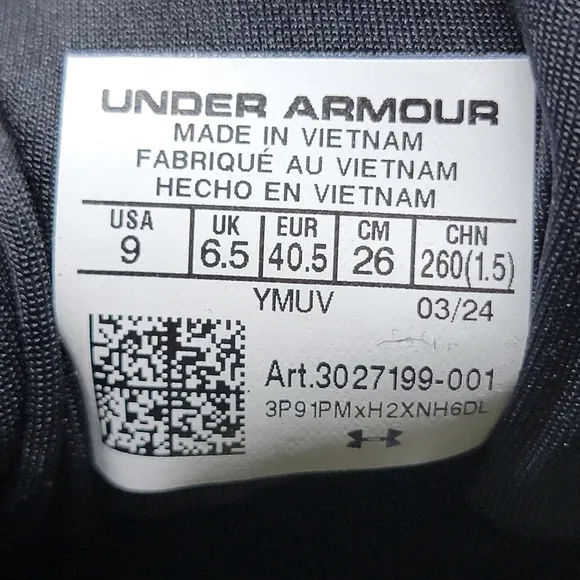 UNDER ARMOUR
MADE IN VIETNAM
FABRIQUÉ AU VIETNAM
HECHO EN VIETNAM
USA UK EUR CM CHN
9 6.5 40.5 26 260(1.5)
YMUV 03/24
Art.3027199-001
3P91PMxH2XNH6DL